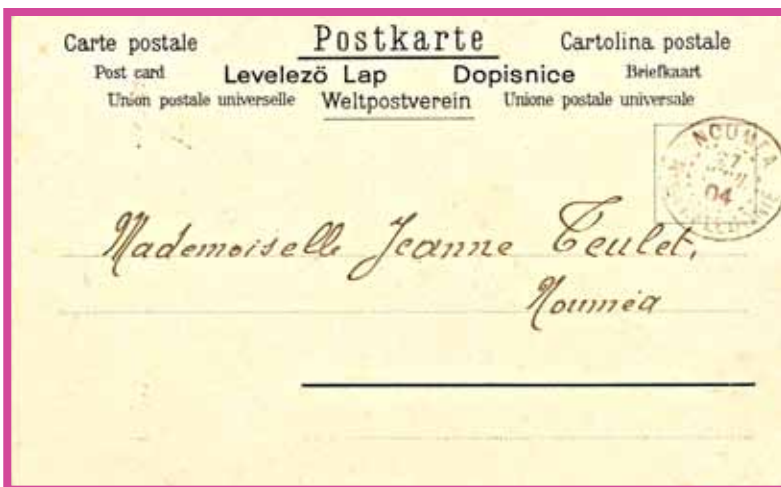 Carte postale Postkarte Cartolina postale
Post card Levelezö Lap Dopisnice Briefkaart
Union postale universelle Weltpostverein Unione postale universale
NOUMEA
27
04
Mademoiselle Jeanne Teulet,
Nouméa